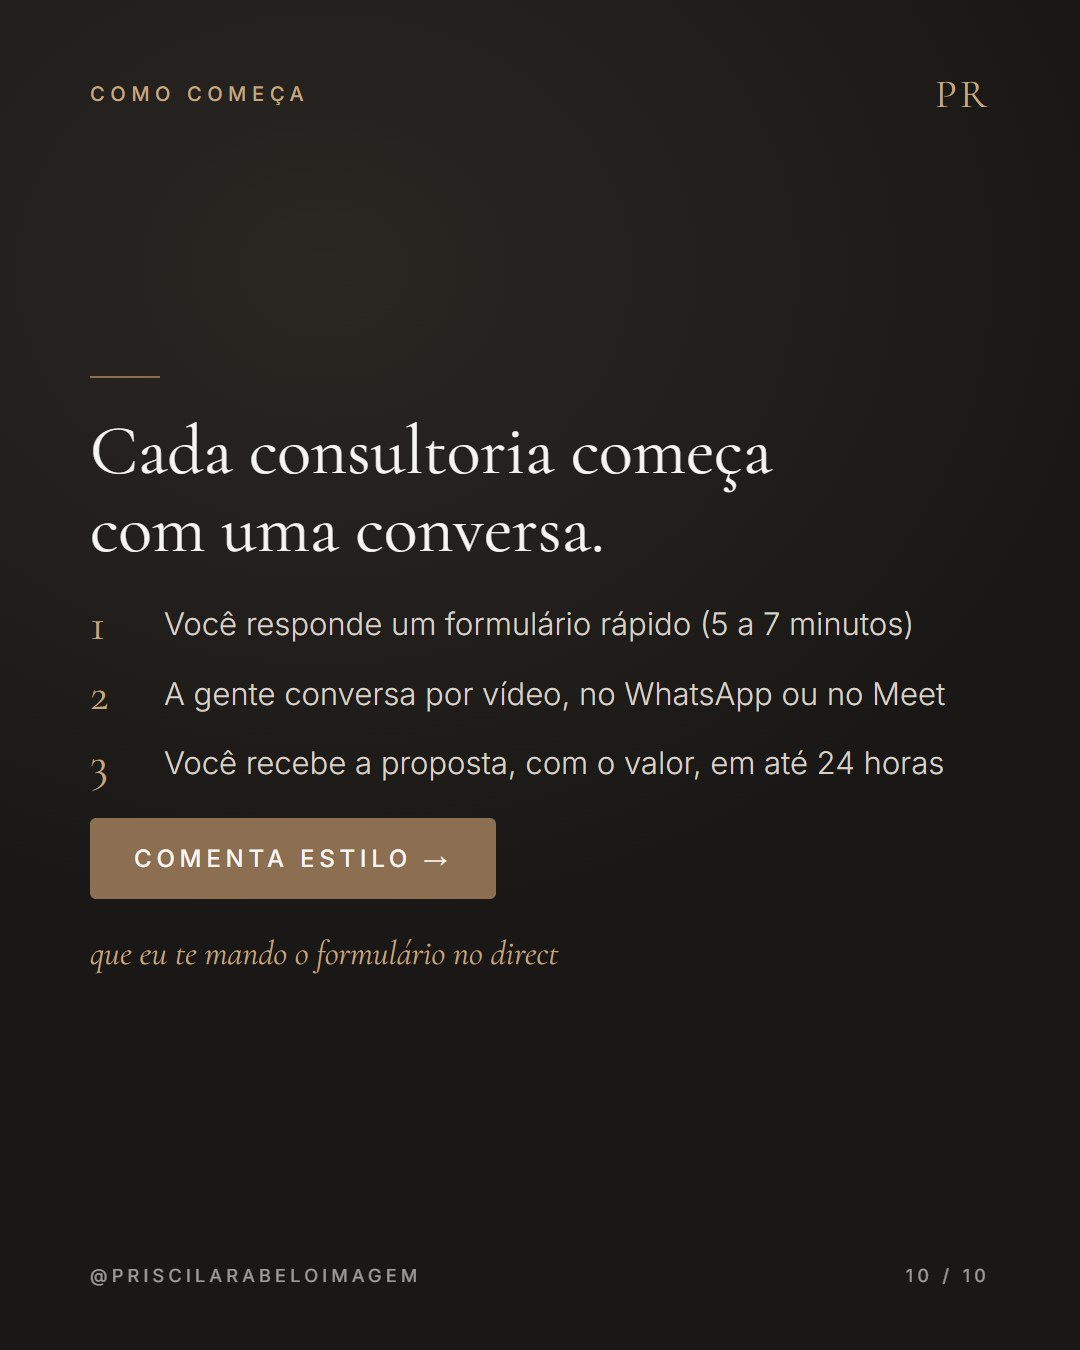 COMO COMEÇA
PR
Cada consultoria começa
com uma conversa.
1 Você responde um formulário rápido (5 a 7 minutos)
2 A gente conversa por vídeo, no WhatsApp ou no Meet
3 Você recebe a proposta, com o valor, em até 24 horas
COMENTA ESTILO →
que eu te mando o formulário no direct
@PRISCILARABELOIMAGEM
10 / 10